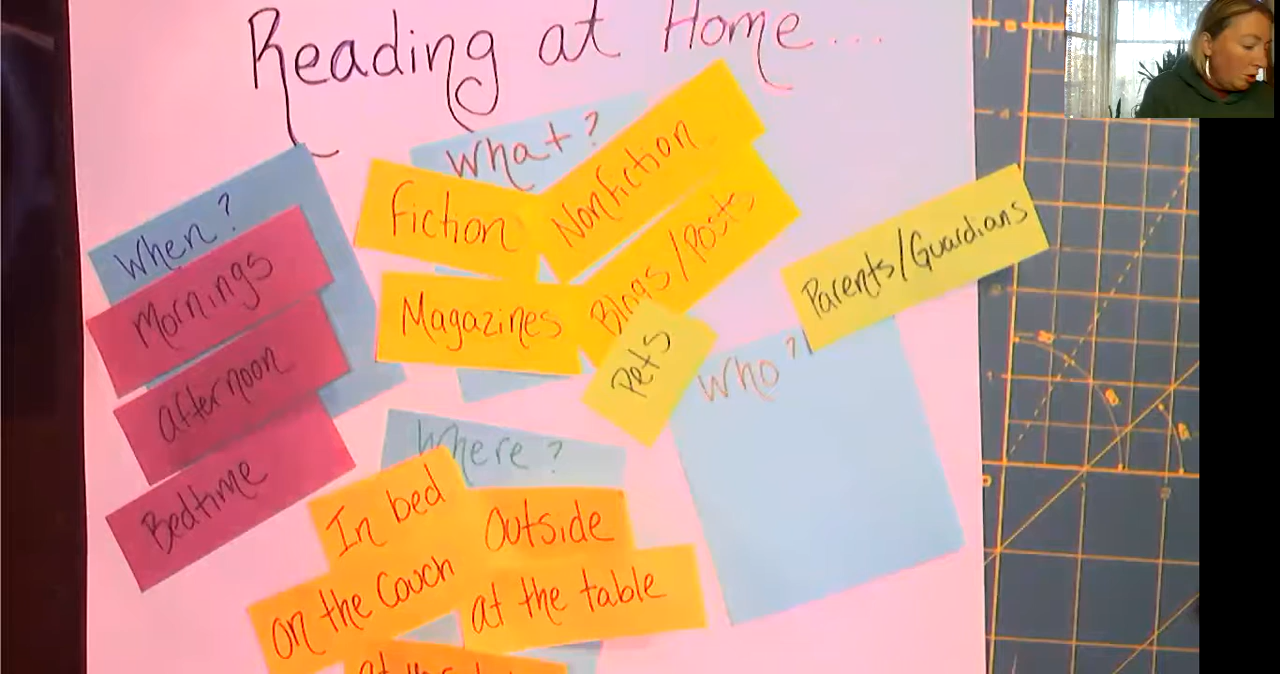 Reading at Home...
When?
Mornings
afternoon
Bedtime
What?
Fiction
Nonfiction
Magazines
Blogs/Posts
Pets
Parents/Guardians
Who?
Where?
In bed
Outside
on the couch
at the table